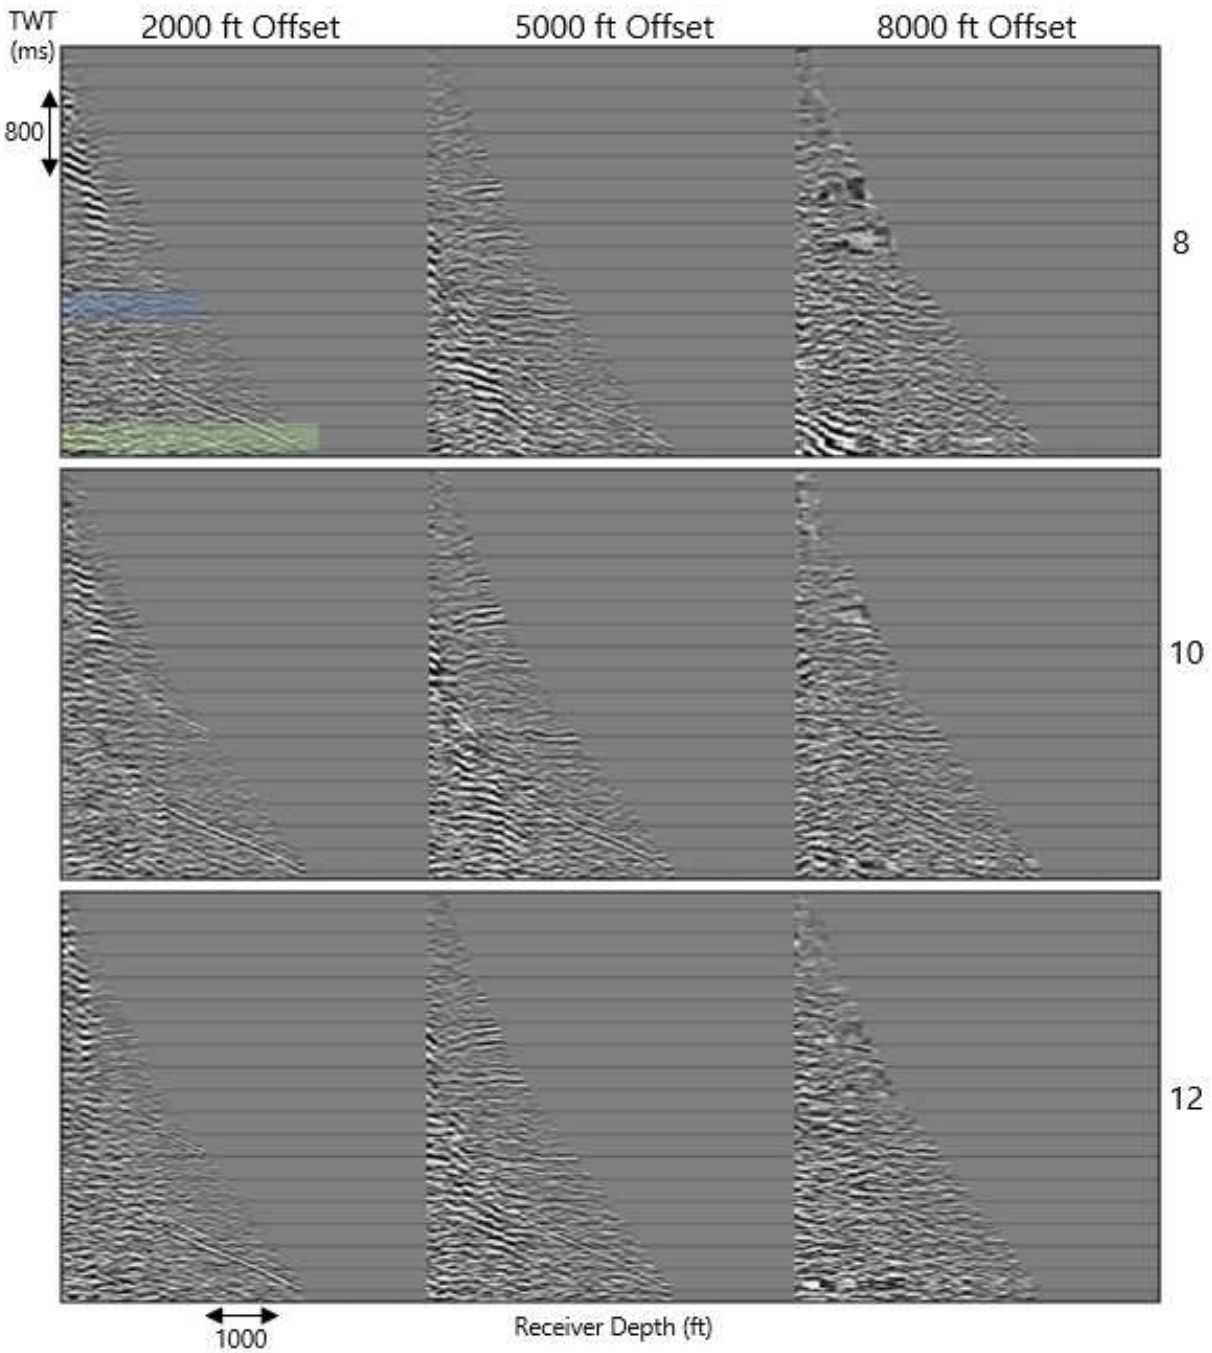 TWT
(ms)
2000 ft Offset
5000 ft Offset
8000 ft Offset
800
8
10
12
1000
Receiver Depth (ft)